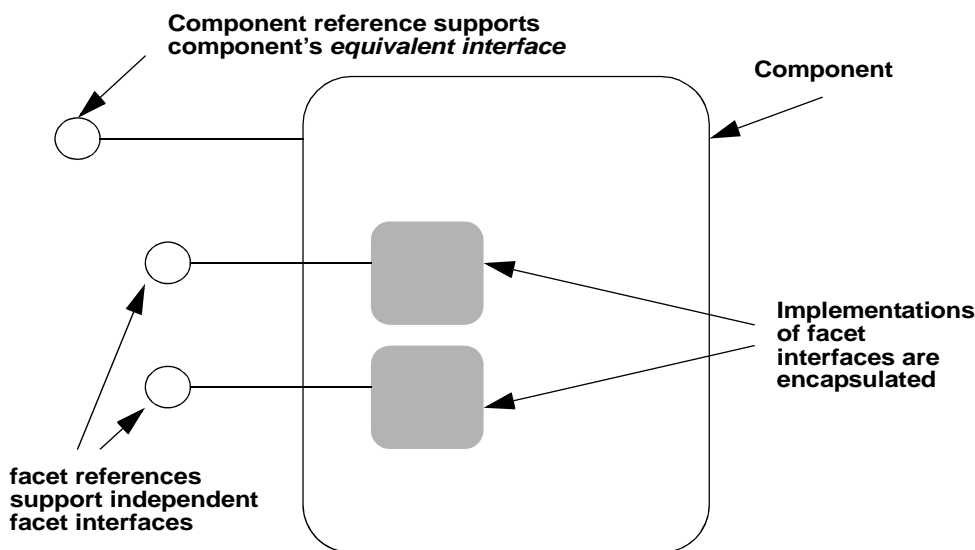 Component reference supports
component’s equivalent interface
Component
Implementations
of facet
interfaces are
encapsulated
facet references
support independent
facet interfaces